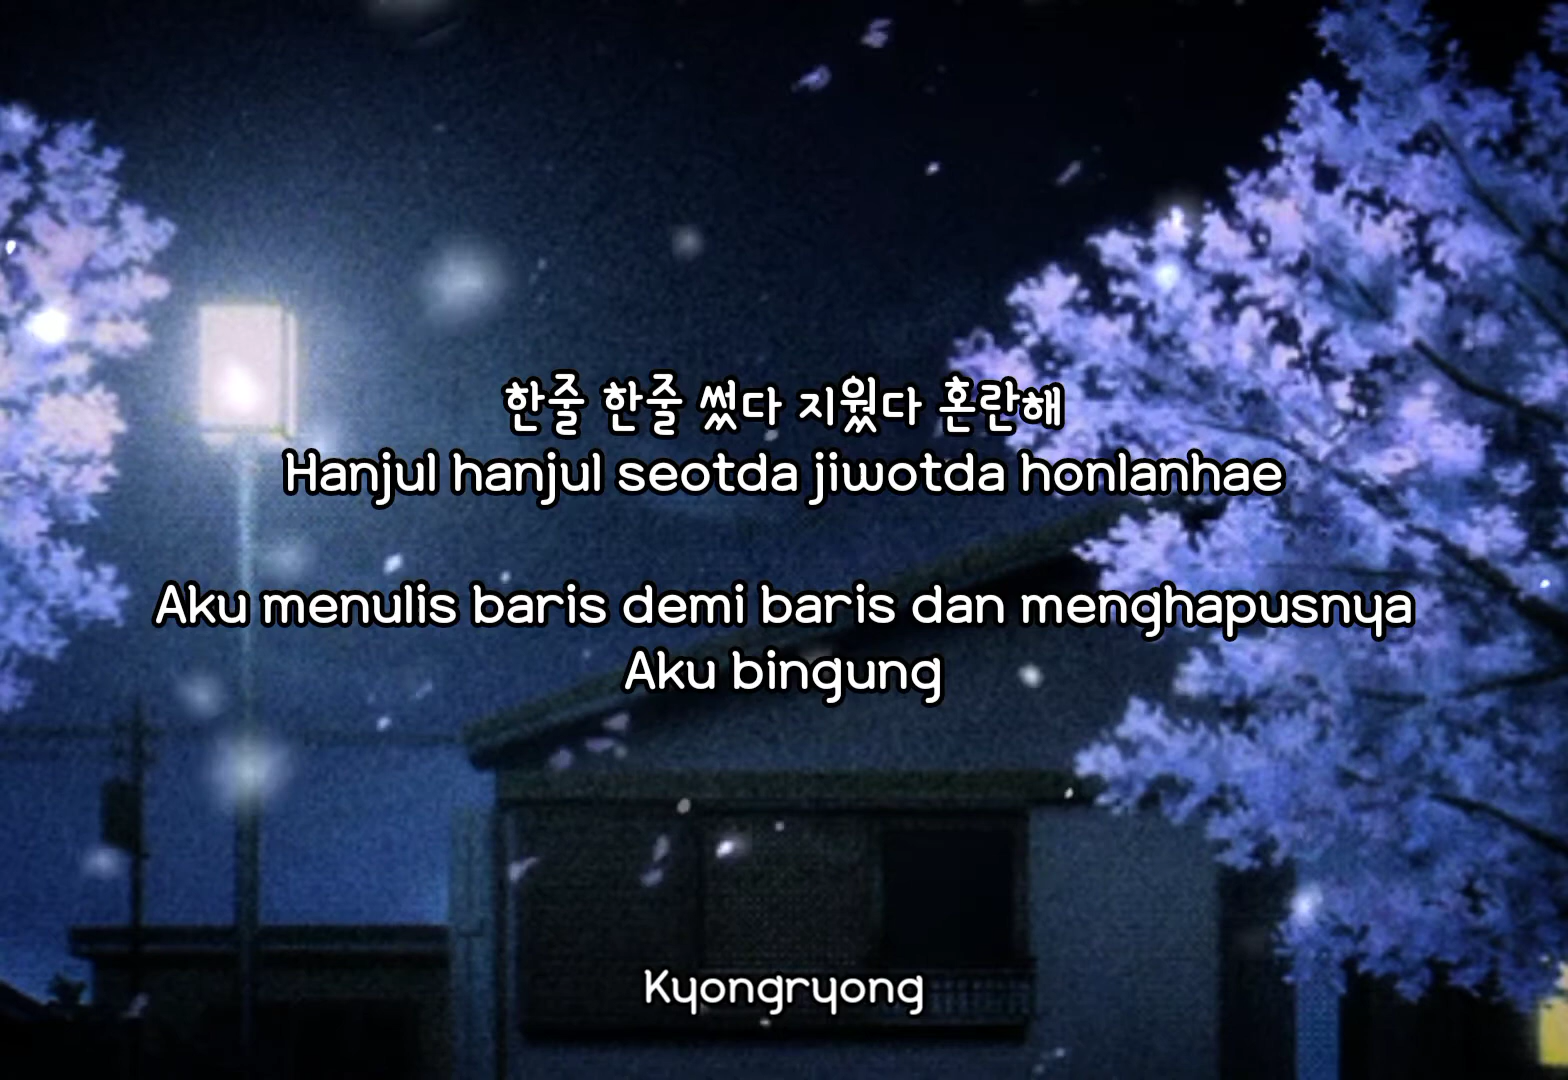 한줄 한줄 썼다 지웠다 혼란해
Hanjul hanjul seotda jiwotda honlanhae
Aku menulis baris demi baris dan menghapusnya
Aku bingung
Kyongryong